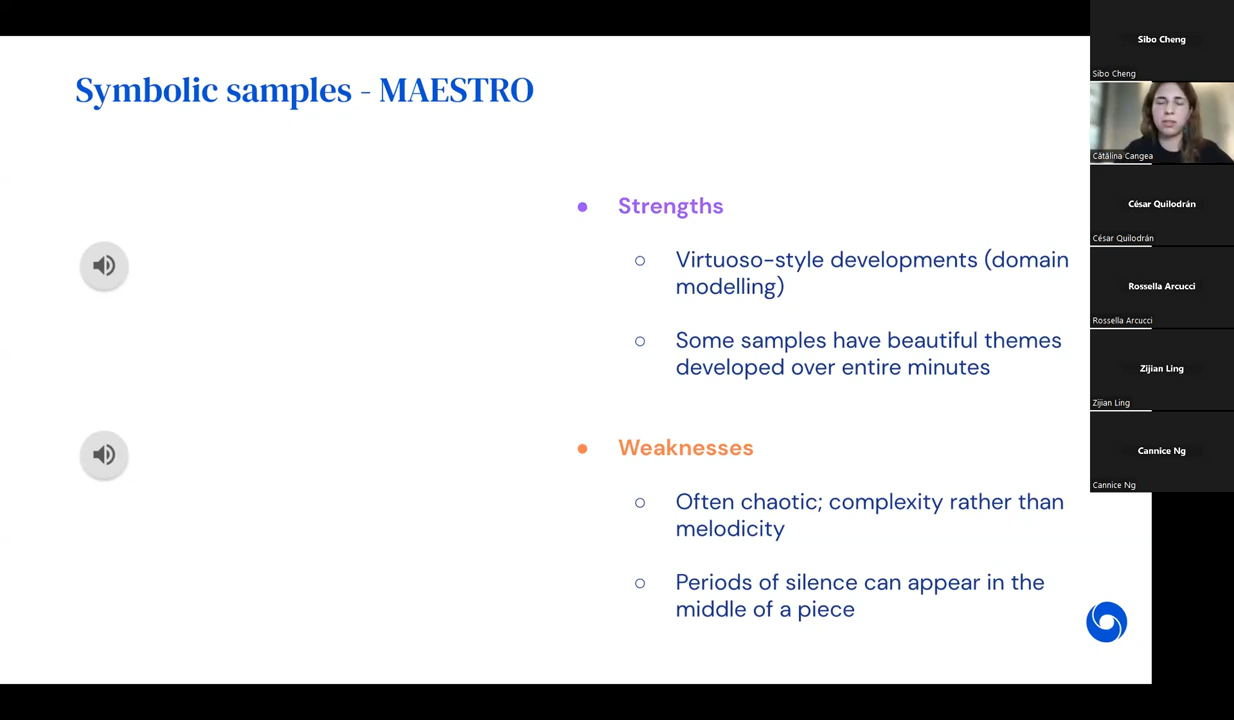 Symbolic samples - MAESTRO
Strengths
Virtuoso-style developments (domain
modelling)
Some samples have beautiful themes
developed over entire minutes
Weaknesses
Often chaotic; complexity rather than
melodicity
Periods of silence can appear in the
middle of a piece
Sibo Cheng
Sibo Cheng
Cătălina Cangea
César Quilodrán
César Quilodrán
Rossella Arcucci
Rossella Arcucci
Zijian Ling
Zijian Ling
Cannice Ng
Cannice Ng